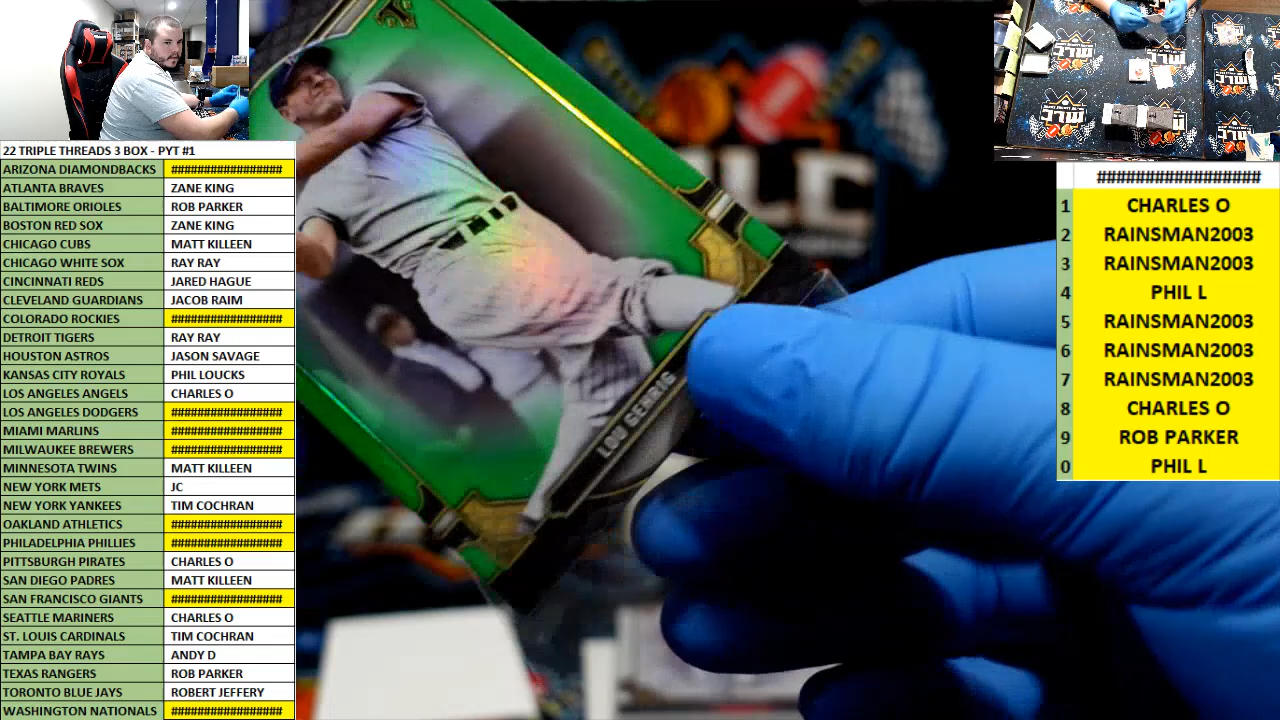 22 TRIPLE THREADS 3 BOX - PYT #1
ARIZONA DIAMONDBACKS #################
ATLANTA BRAVES ZANE KING
BALTIMORE ORIOLES ROB PARKER
BOSTON RED SOX ZANE KING
CHICAGO CUBS MATT KILLEEN
CHICAGO WHITE SOX RAY RAY
CINCINNATI REDS JARED HAGUE
CLEVELAND GUARDIANS JACOB RAIM
COLORADO ROCKIES #################
DETROIT TIGERS RAY RAY
HOUSTON ASTROS JASON SAVAGE
KANSAS CITY ROYALS PHIL LOUCKS
LOS ANGELES ANGELS CHARLES O
LOS ANGELES DODGERS #################
MIAMI MARLINS #################
MILWAUKEE BREWERS #################
MINNESOTA TWINS MATT KILLEEN
NEW YORK METS JC
NEW YORK YANKEES TIM COCHRAN
OAKLAND ATHLETICS #################
PHILADELPHIA PHILLIES #################
PITTSBURGH PIRATES CHARLES O
SAN DIEGO PADRES MATT KILLEEN
SAN FRANCISCO GIANTS #################
SEATTLE MARINERS CHARLES O
ST. LOUIS CARDINALS TIM COCHRAN
TAMPA BAY RAYS ANDY D
TEXAS RANGERS ROB PARKER
TORONTO BLUE JAYS ROBERT JEFFERY
WASHINGTON NATIONALS #################
LOU GEHRIG
#################
1 CHARLES O
2 RAINSMAN2003
3 RAINSMAN2003
4 PHIL L
5 RAINSMAN2003
6 RAINSMAN2003
7 RAINSMAN2003
8 CHARLES O
9 ROB PARKER
0 PHIL L